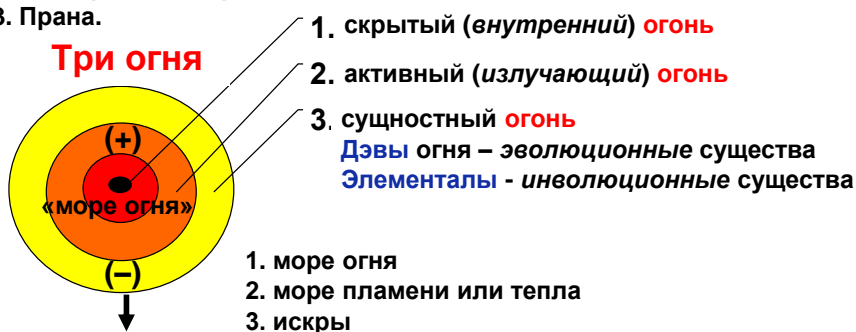 3. Прана.
Три огня
1. скрытый (внутренний) огонь
2. активный (излучающий) огонь
3. сущностный огонь
Дэвы огня – эволюционные существа
Элементалы - инволюционные существа
(+)
«море огня»
(–)
1. море огня
2. море пламени или тепла
3. искры